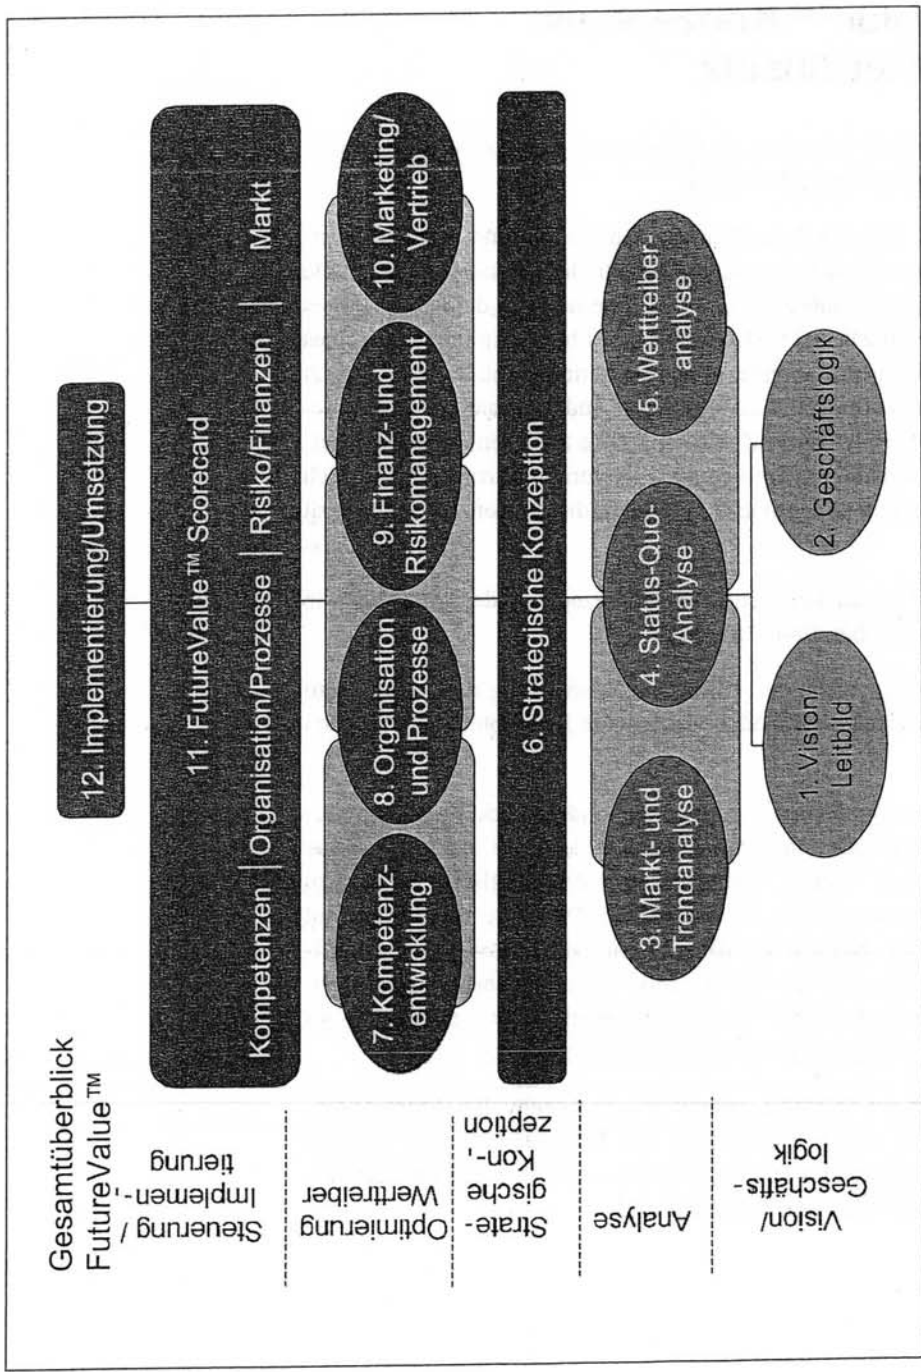 Gesamtüberblick
FutureValue™
12. Implementierung/Umsetzung
Steuerung /
Implemen-
tierung
11. FutureValue™ Scorecard
Kompetenzen | Organisation/Prozesse | Risiko/Finanzen | Markt
Optimierung
Werttreiber
7. Kompetenz-
entwicklung
8. Organisation
und Prozesse
9. Finanz- und
Risikomanagement
10. Marketing/
Vertrieb
Strate-
gische
Kon-
zeption
6. Strategische Konzeption
Analyse
3. Markt- und
Trendanalyse
4. Status-Quo-
Analyse
5. Werttreiber-
analyse
Vision/
Geschäfts-
logik
1. Vision/
Leitbild
2. Geschäftslogik